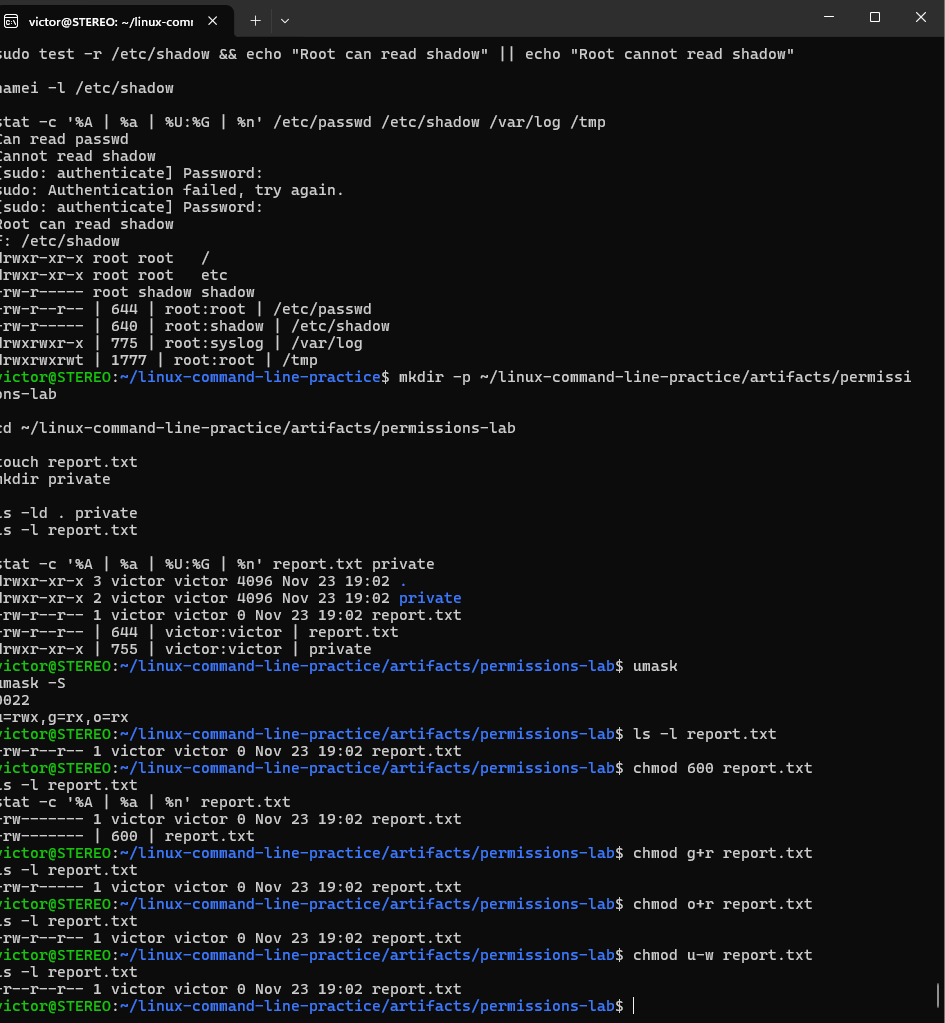 victor@STEREO: ~/linux-comm
sudo test -r /etc/shadow && echo "Root can read shadow" || echo "Root cannot read shadow"
namei -l /etc/shadow
stat -c '%A | %a | %U:%G | %n' /etc/passwd /etc/shadow /var/log /tmp
Can read passwd
Cannot read shadow
[sudo: authenticate] Password:
sudo: Authentication failed, try again.
[sudo: authenticate] Password:
Root can read shadow
f: /etc/shadow
drwxr-xr-x root root   /
drwxr-xr-x root root   etc
-rw-r----- root shadow shadow
-rw-r--r-- | 644 | root:root | /etc/passwd
-rw-r----- | 640 | root:shadow | /etc/shadow
drwxrwxr-x | 775 | root:syslog | /var/log
drwxrwxrwt | 1777 | root:root | /tmp
victor@STEREO:~/linux-command-line-practice$ mkdir -p ~/linux-command-line-practice/artifacts/permissi
ons-lab
cd ~/linux-command-line-practice/artifacts/permissions-lab
touch report.txt
mkdir private
ls -ld . private
ls -l report.txt
stat -c '%A | %a | %U:%G | %n' report.txt private
drwxr-xr-x 3 victor victor 4096 Nov 23 19:02 .
drwxr-xr-x 2 victor victor 4096 Nov 23 19:02 private
-rw-r--r-- 1 victor victor 0 Nov 23 19:02 report.txt
-rw-r--r-- | 644 | victor:victor | report.txt
drwxr-xr-x | 755 | victor:victor | private
victor@STEREO:~/linux-command-line-practice/artifacts/permissions-lab$ umask
umask -S
0022
u=rwx,g=rx,o=rx
victor@STEREO:~/linux-command-line-practice/artifacts/permissions-lab$ ls -l report.txt
-rw-r--r-- 1 victor victor 0 Nov 23 19:02 report.txt
victor@STEREO:~/linux-command-line-practice/artifacts/permissions-lab$ chmod 600 report.txt
ls -l report.txt
stat -c '%A | %a | %n' report.txt
-rw------- 1 victor victor 0 Nov 23 19:02 report.txt
-rw------- | 600 | report.txt
victor@STEREO:~/linux-command-line-practice/artifacts/permissions-lab$ chmod g+r report.txt
ls -l report.txt
-rw-r----- 1 victor victor 0 Nov 23 19:02 report.txt
victor@STEREO:~/linux-command-line-practice/artifacts/permissions-lab$ chmod o+r report.txt
ls -l report.txt
-rw-r--r-- 1 victor victor 0 Nov 23 19:02 report.txt
victor@STEREO:~/linux-command-line-practice/artifacts/permissions-lab$ chmod u-w report.txt
ls -l report.txt
-r--r--r-- 1 victor victor 0 Nov 23 19:02 report.txt
victor@STEREO:~/linux-command-line-practice/artifacts/permissions-lab$